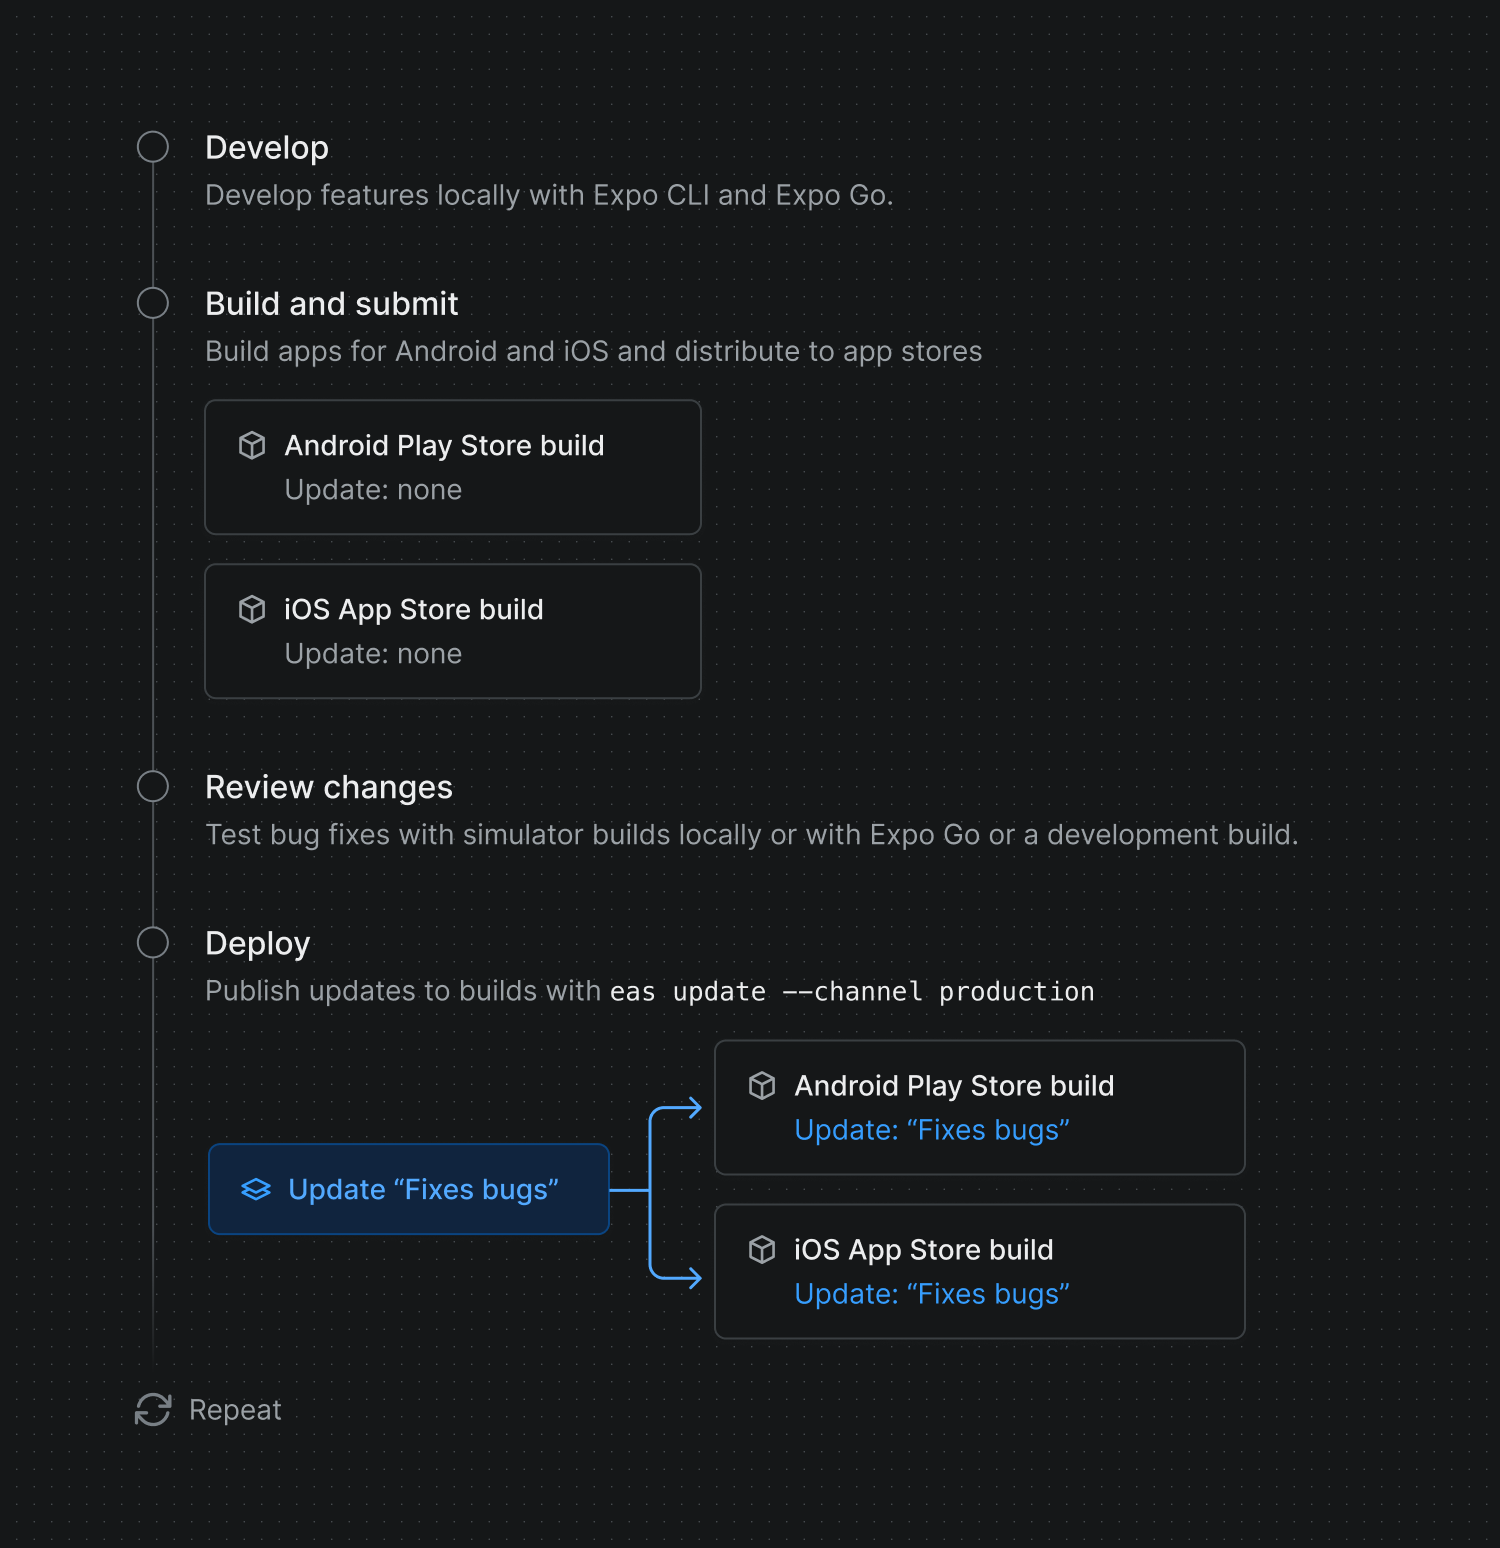 Develop
Develop features locally with Expo CLI and Expo Go.
Build and submit
Build apps for Android and iOS and distribute to app stores
Android Play Store build
Update: none
iOS App Store build
Update: none
Review changes
Test bug fixes with simulator builds locally or with Expo Go or a development build.
Deploy
Publish updates to builds with eas update --channel production
Update “Fixes bugs”
Android Play Store build
Update: “Fixes bugs”
iOS App Store build
Update: “Fixes bugs”
Repeat